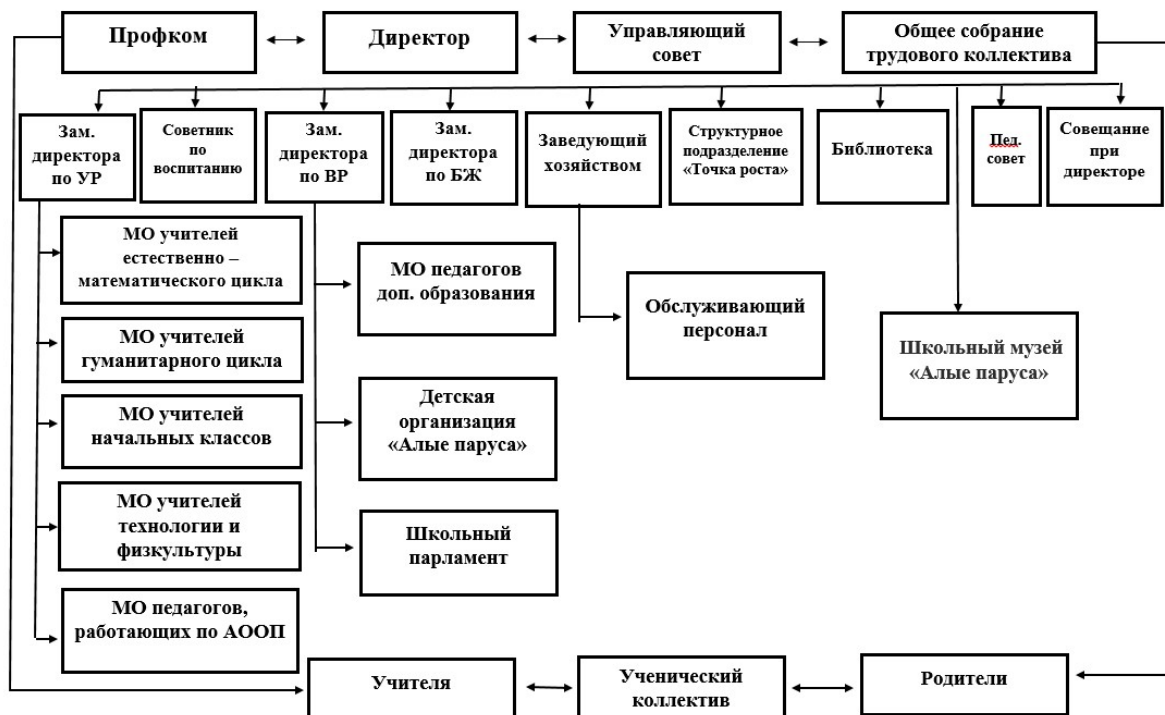 Профком
Директор
Управляющий
совет
Общее собрание
трудового коллектива
Зам.
директора
по УР
Советник
по
воспитанию
Зам.
директора
по ВР
Зам.
директора
по БЖ
Заведующий
хозяйством
Структурное
подразделение
«Точка роста»
Библиотека
Пед.
совет
Совещание
при
директоре
МО учителей
естественно –
математического цикла
МО учителей
гуманитарного цикла
МО учителей
начальных классов
МО учителей
технологии и
физкультуры
МО педагогов,
работающих по АООП
МО педагогов
доп. образования
Детская
организация
«Алые паруса»
Школьный
парламент
Обслуживающий
персонал
Школьный музей
«Алые паруса»
Учителя
Ученический
коллектив
Родители